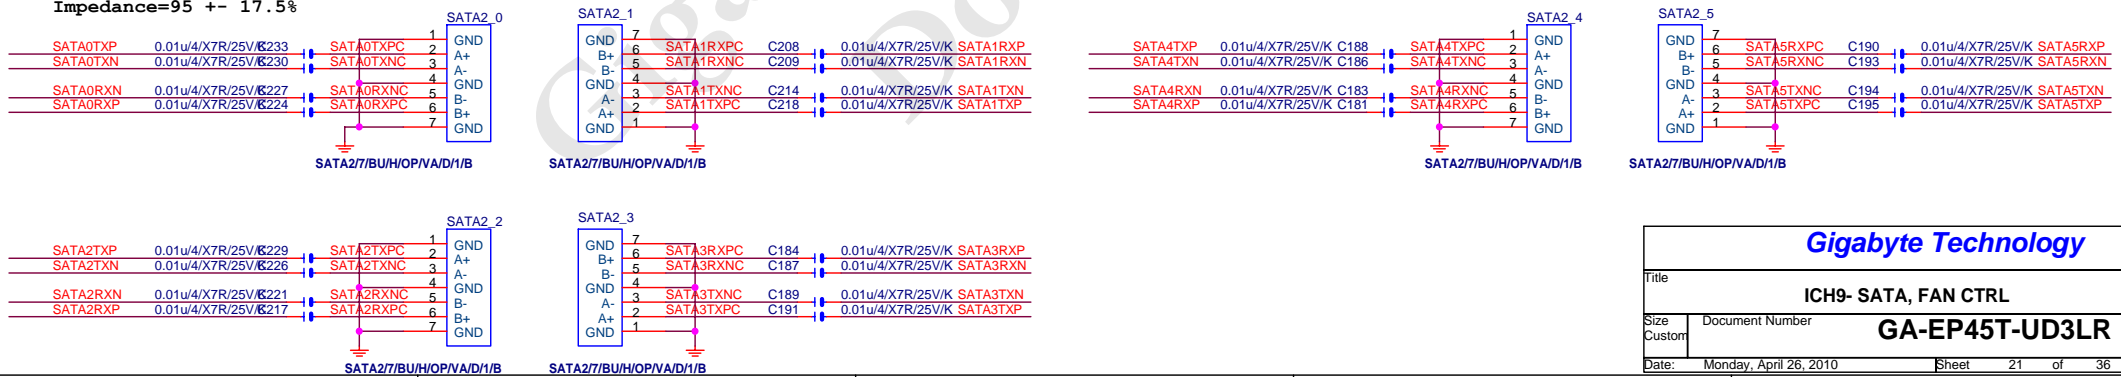 Impedance=95 +- 17.5%
SATA2_0
SATA0TXP 0.01u/4/X7R/25V/K C233 SATA0TXPC 1 GND
SATA0TXN 0.01u/4/X7R/25V/K C230 SATA0TXNC 2 A+
3 A-
4 GND
SATA0RXN 0.01u/4/X7R/25V/K C227 SATA0RXNC 5 B-
SATA0RXP 0.01u/4/X7R/25V/K C224 SATA0RXPC 6 B+
7 GND
SATA2/7/BU/H/OP/VA/D/1/B
SATA2_1
GND 7
B+ 6 SATA1RXPC C208 0.01u/4/X7R/25V/K SATA1RXP
B- 5 SATA1RXNC C209 0.01u/4/X7R/25V/K SATA1RXN
GND 4
A- 3 SATA1TXNC C214 0.01u/4/X7R/25V/K SATA1TXN
A+ 2 SATA1TXPC C218 0.01u/4/X7R/25V/K SATA1TXP
GND 1
SATA2/7/BU/H/OP/VA/D/1/B
SATA2_4
1 GND
SATA4TXP 0.01u/4/X7R/25V/K C188 SATA4TXPC 2 A+
SATA4TXN 0.01u/4/X7R/25V/K C186 SATA4TXNC 3 A-
4 GND
SATA4RXN 0.01u/4/X7R/25V/K C183 SATA4RXNC 5 B-
SATA4RXP 0.01u/4/X7R/25V/K C181 SATA4RXPC 6 B+
7 GND
SATA2/7/BU/H/OP/VA/D/1/B
SATA2_5
GND 7
B+ 6 SATA5RXPC C190 0.01u/4/X7R/25V/K SATA5RXP
B- 5 SATA5RXNC C193 0.01u/4/X7R/25V/K SATA5RXN
GND 4
A- 3 SATA5TXNC C194 0.01u/4/X7R/25V/K SATA5TXN
A+ 2 SATA5TXPC C195 0.01u/4/X7R/25V/K SATA5TXP
GND 1
SATA2/7/BU/H/OP/VA/D/1/B
SATA2_2
1 GND
SATA2TXP 0.01u/4/X7R/25V/K C229 SATA2TXPC 2 A+
SATA2TXN 0.01u/4/X7R/25V/K C226 SATA2TXNC 3 A-
4 GND
SATA2RXN 0.01u/4/X7R/25V/K C221 SATA2RXNC 5 B-
SATA2RXP 0.01u/4/X7R/25V/K C217 SATA2RXPC 6 B+
7 GND
SATA2/7/BU/H/OP/VA/D/1/B
SATA2_3
GND 7
B+ 6 SATA3RXPC C184 0.01u/4/X7R/25V/K SATA3RXP
B- 5 SATA3RXNC C187 0.01u/4/X7R/25V/K SATA3RXN
GND 4
A- 3 SATA3TXNC C189 0.01u/4/X7R/25V/K SATA3TXN
A+ 2 SATA3TXPC C191 0.01u/4/X7R/25V/K SATA3TXP
GND 1
SATA2/7/BU/H/OP/VA/D/1/B
Gigabyte Technology
Title
ICH9- SATA, FAN CTRL
Size Document Number
Custom GA-EP45T-UD3LR
Date: Monday, April 26, 2010 Sheet 21 of 36